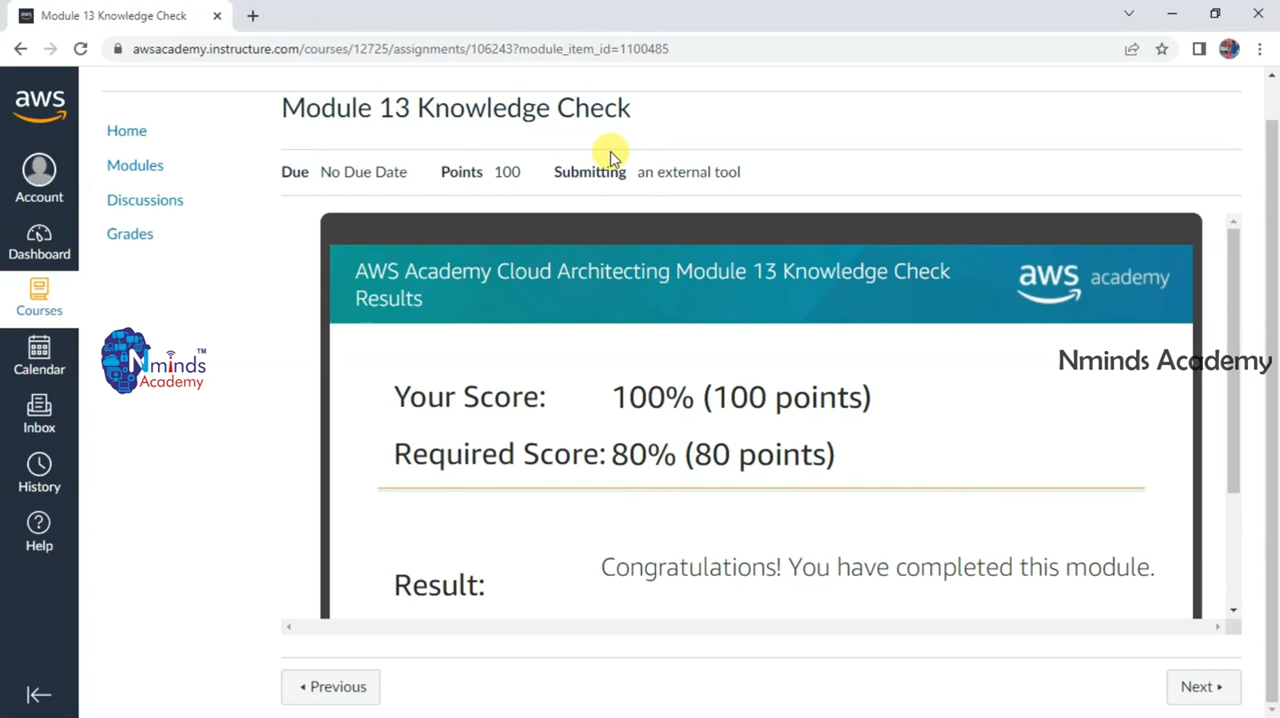 aws
Module 13 Knowledge Check
awsacademy.instructure.com/courses/12725/assignments/106243?module_item_id=1100485
aws
Account
Dashboard
Courses
Calendar
Inbox
History
Help
Home
Modules
Discussions
Grades
Nminds™
Academy
Module 13 Knowledge Check
Due No Due Date Points 100 Submitting an external tool
AWS Academy Cloud Architecting Module 13 Knowledge Check
Results
aws academy
Nminds Academy
Your Score: 100% (100 points)
Required Score: 80% (80 points)
Result: Congratulations! You have completed this module.
Previous
Next